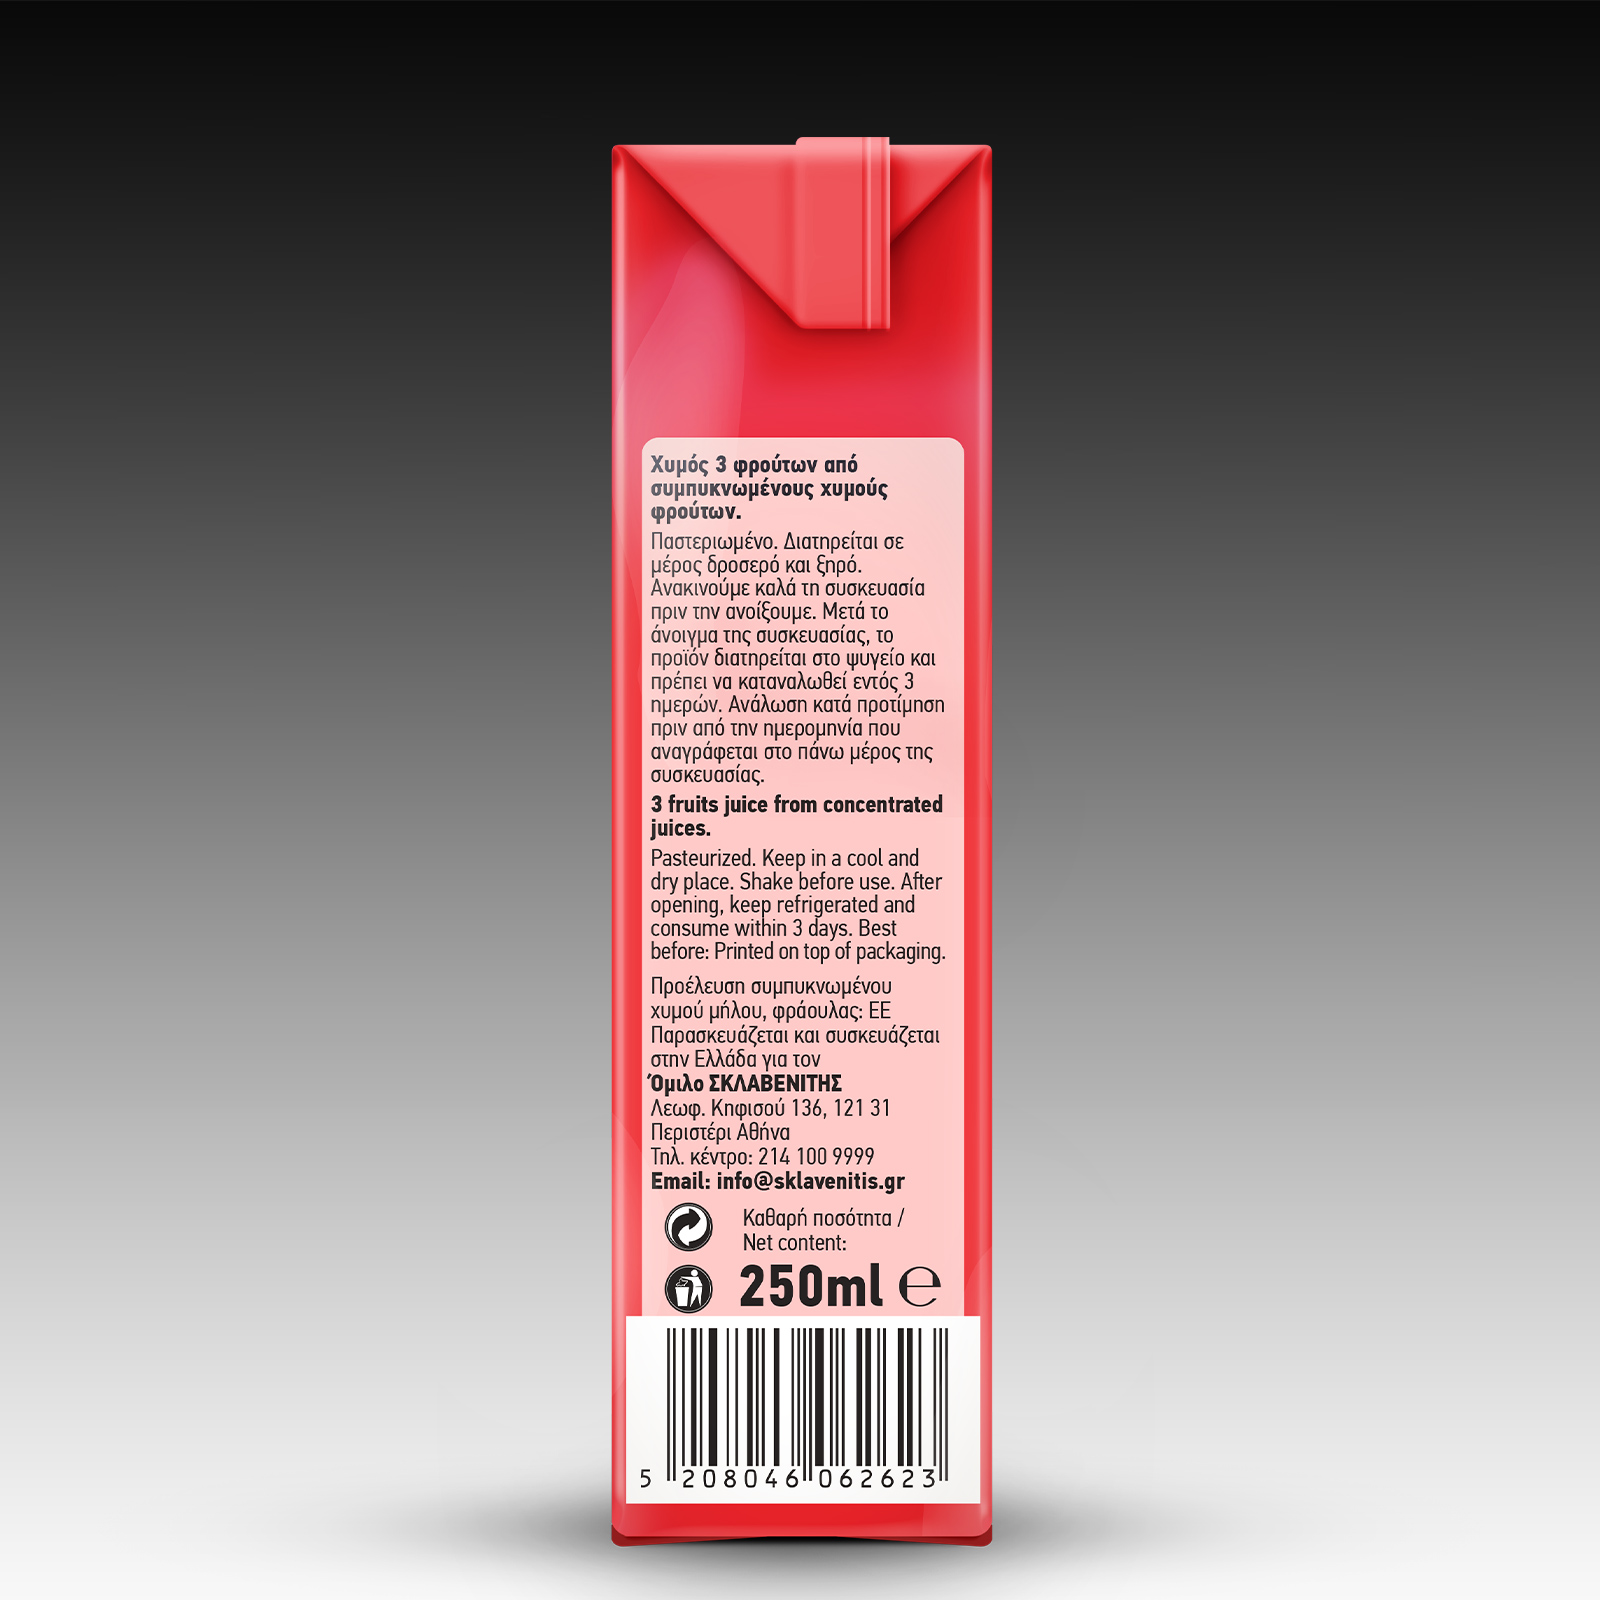 Χυμός 3 φρούτων από
συμπυκνωμένους χυμούς
φρούτων.
Παστεριωμένο. Διατηρείται σε
μέρος δροσερό και ξηρό.
Ανακινούμε καλά τη συσκευασία
πριν την ανοίξουμε. Μετά το
άνοιγμα της συσκευασίας, το
προϊόν διατηρείται στο ψυγείο και
πρέπει να καταναλωθεί εντός 3
ημερών. Ανάλωση κατά προτίμηση
πριν από την ημερομηνία που
αναγράφεται στο πάνω μέρος της
συσκευασίας.
3 fruits juice from concentrated
juices.
Pasteurized. Keep in a cool and
dry place. Shake before use. After
opening, keep refrigerated and
consume within 3 days. Best
before: Printed on top of packaging.
Προέλευση συμπυκνωμένου
χυμού μήλου, φράουλας: ΕΕ
Παρασκευάζεται και συσκευάζεται
στην Ελλάδα για τον
Όμιλο ΣΚΛΑΒΕΝΙΤΗΣ
Λεωφ. Κηφισού 136, 121 31
Περιστέρι Αθήνα
Τηλ. κέντρο: 214 100 9999
Email: info@sklavenitis.gr
Καθαρή ποσότητα /
Net content:
250ml ℮
5 208046 062623